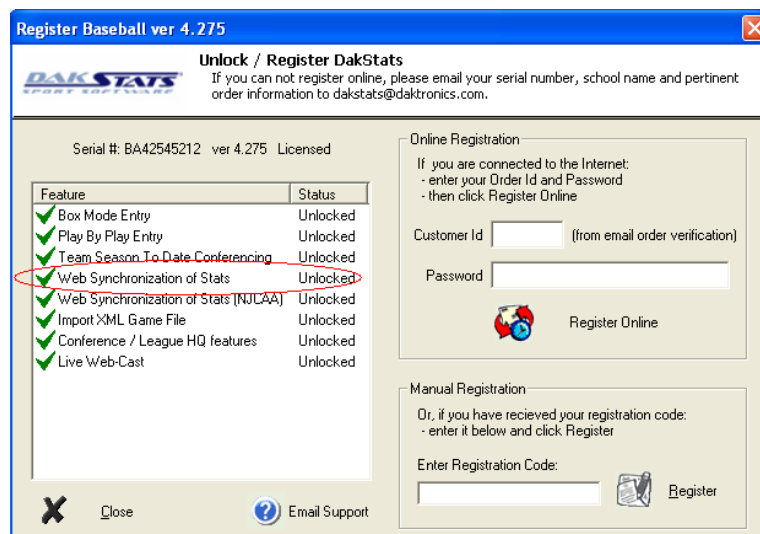 Register Baseball ver 4.275
DAK STATS
SPORT SOFTWARE
Unlock / Register DakStats
If you can not register online, please email your serial number, school name and pertinent
order information to dakstats@daktronics.com.
Serial #: BA42545212 ver 4.275 Licensed
Feature Status
Box Mode Entry Unlocked
Play By Play Entry Unlocked
Team Season To Date Conferencing Unlocked
Web Synchronization of Stats Unlocked
Web Synchronization of Stats (NJCAA) Unlocked
Import XML Game File Unlocked
Conference / League HQ features Unlocked
Live Web-Cast Unlocked
Close
Email Support
Online Registration
If you are connected to the Internet:
- enter your Order Id and Password
- then click Register Online
Customer Id (from email order verification)
Password
Register Online
Manual Registration
Or, if you have recieved your registration code:
- enter it below and click Register
Enter Registration Code:
Register